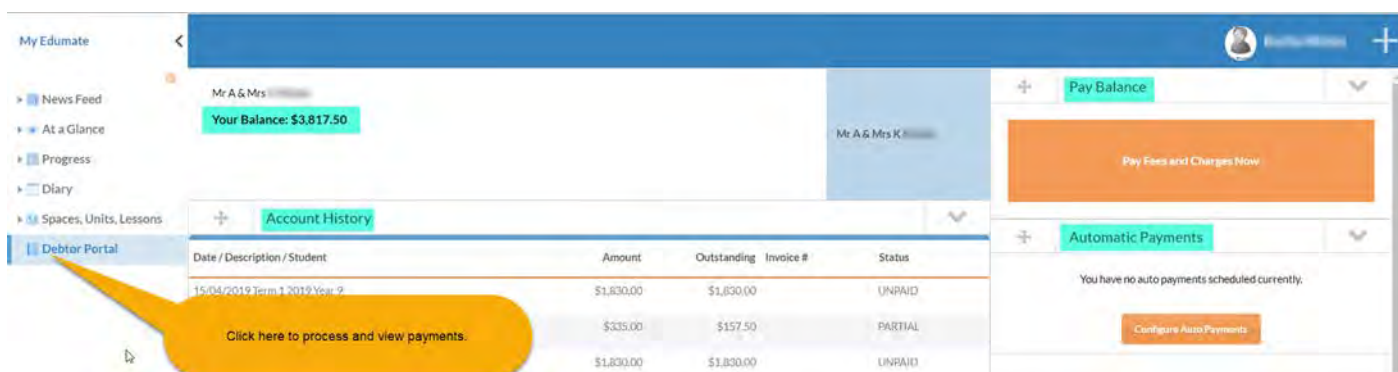 My Edumate
News Feed
At a Glance
Progress
Diary
Spaces, Units, Lessons
Debtor Portal
Click here to process and view payments.
Mr A & Mrs
Your Balance: $3,817.50
Mr A & Mrs K
Account History
Date / Description / Student Amount Outstanding Invoice # Status
15/04/2019 Term 1 2019 Year 9 $1,830.00 $1,830.00 UNPAID
$335.00 $157.50 PARTIAL
$1,830.00 $1,830.00 UNPAID
Pay Balance
Pay Fees and Charges Now
Automatic Payments
You have no auto payments scheduled currently.
Configure Auto Payments